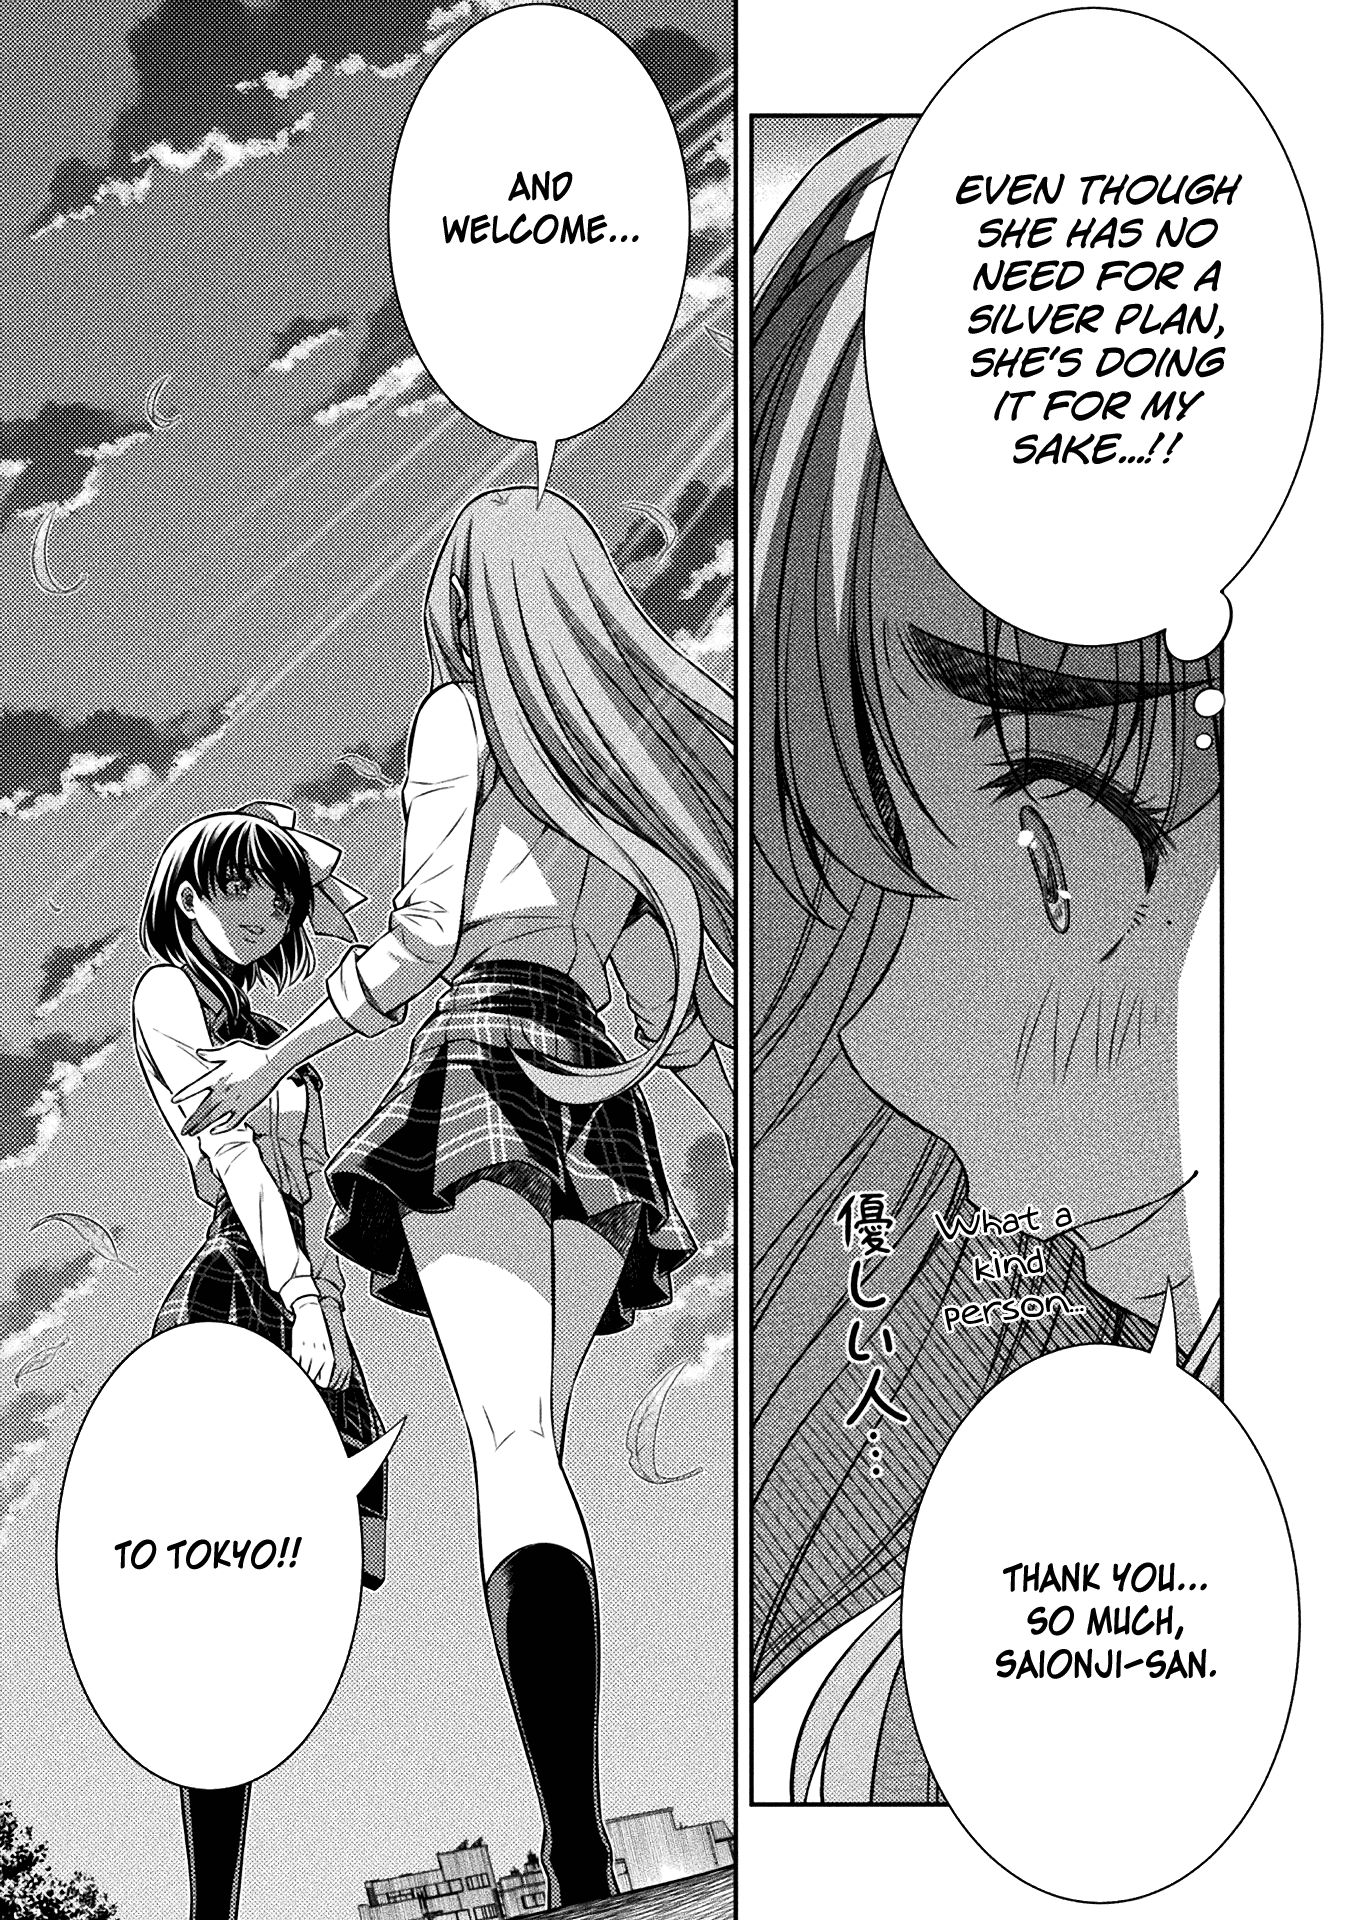 EVEN THOUGH
SHE HAS NO
NEED FOR A
SILVER PLAN,
SHE'S DOING
IT FOR MY
SAKE...!!
優しい人……
What a
kind
person...
THANK YOU...
SO MUCH,
SAIONJI-SAN.
AND
WELCOME...
TO TOKYO!!